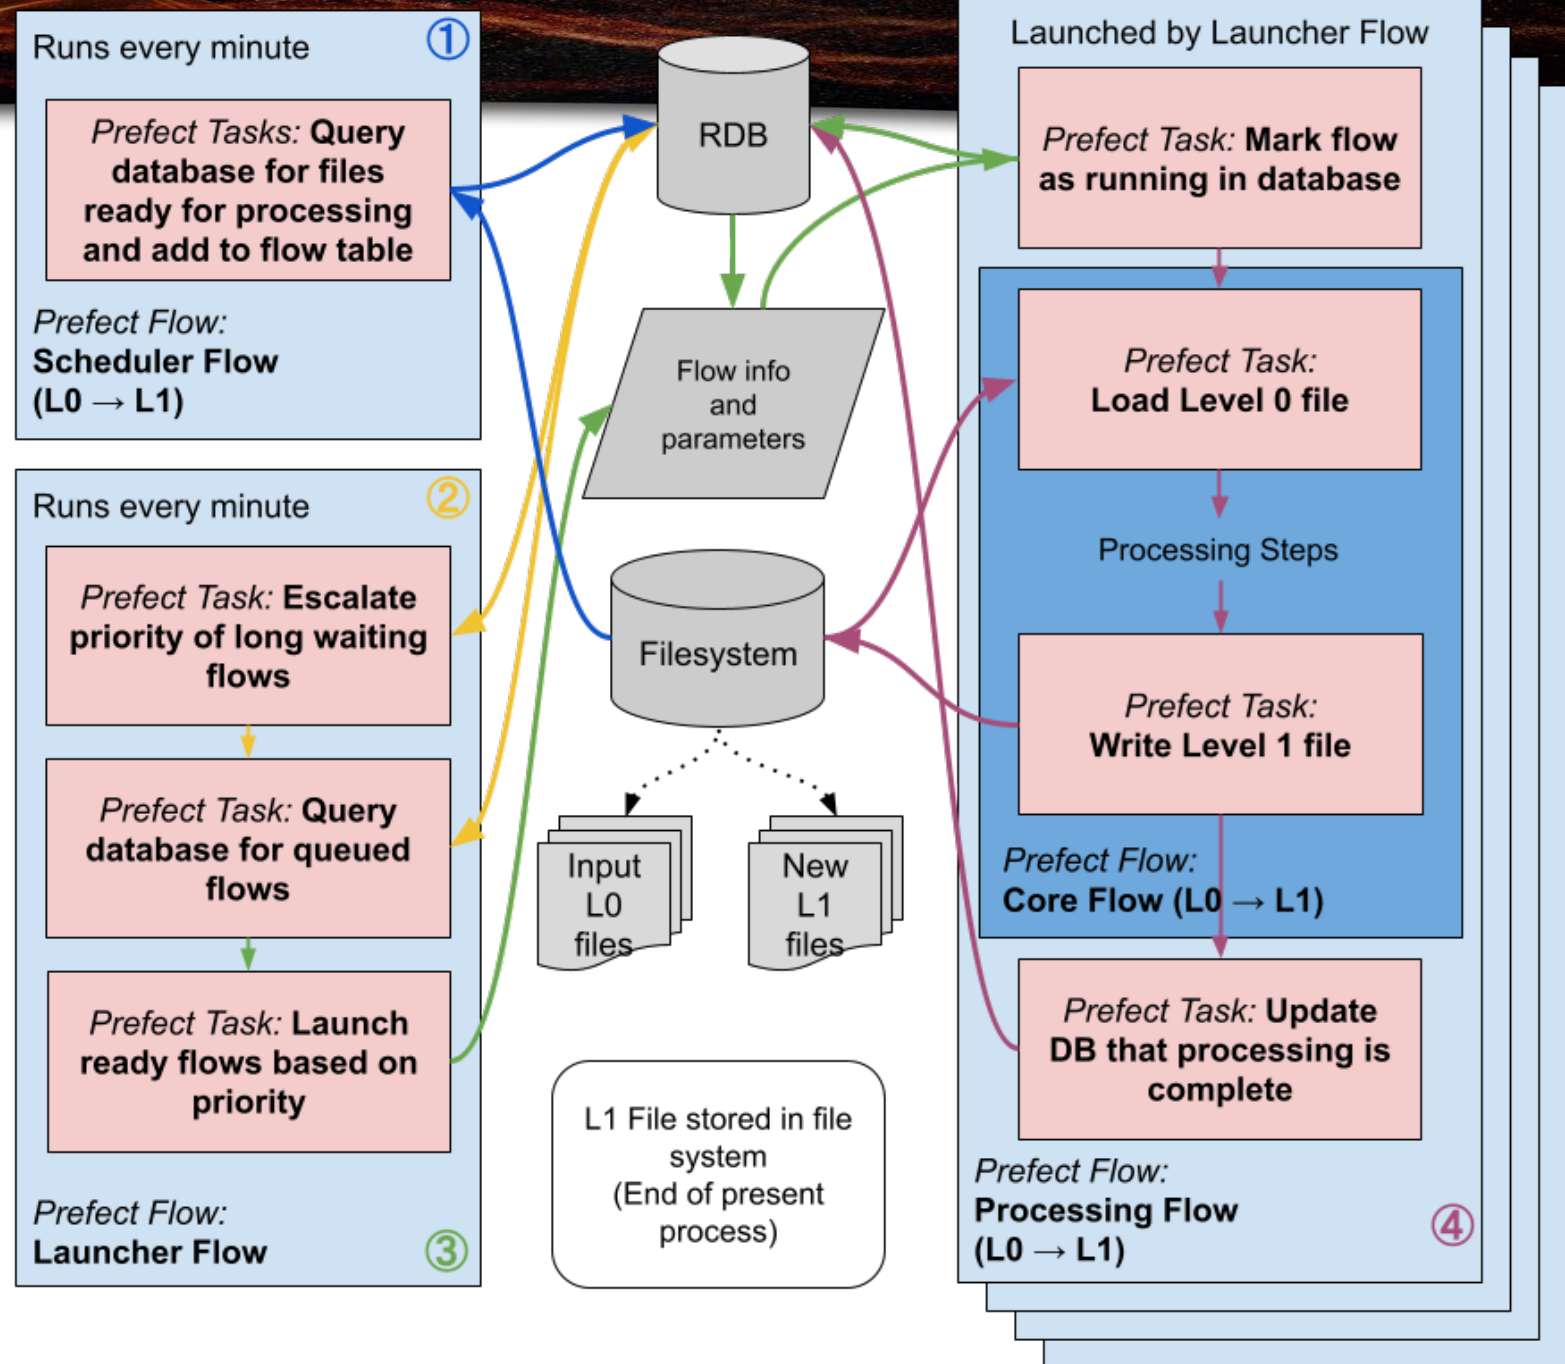 Runs every minute
①
Prefect Tasks: Query
database for files
ready for processing
and add to flow table
Prefect Flow:
Scheduler Flow
(L0 → L1)
Runs every minute
②
Prefect Task: Escalate
priority of long waiting
flows
Prefect Task: Query
database for queued
flows
Prefect Task: Launch
ready flows based on
priority
Prefect Flow:
Launcher Flow
③
RDB
Flow info
and
parameters
Filesystem
Input
L0
files
New
L1
files
L1 File stored in file
system
(End of present
process)
Launched by Launcher Flow
Prefect Task: Mark flow
as running in database
Prefect Task:
Load Level 0 file
Processing Steps
Prefect Task:
Write Level 1 file
Prefect Flow:
Core Flow (L0 → L1)
Prefect Task: Update
DB that processing is
complete
Prefect Flow:
Processing Flow
(L0 → L1)
④